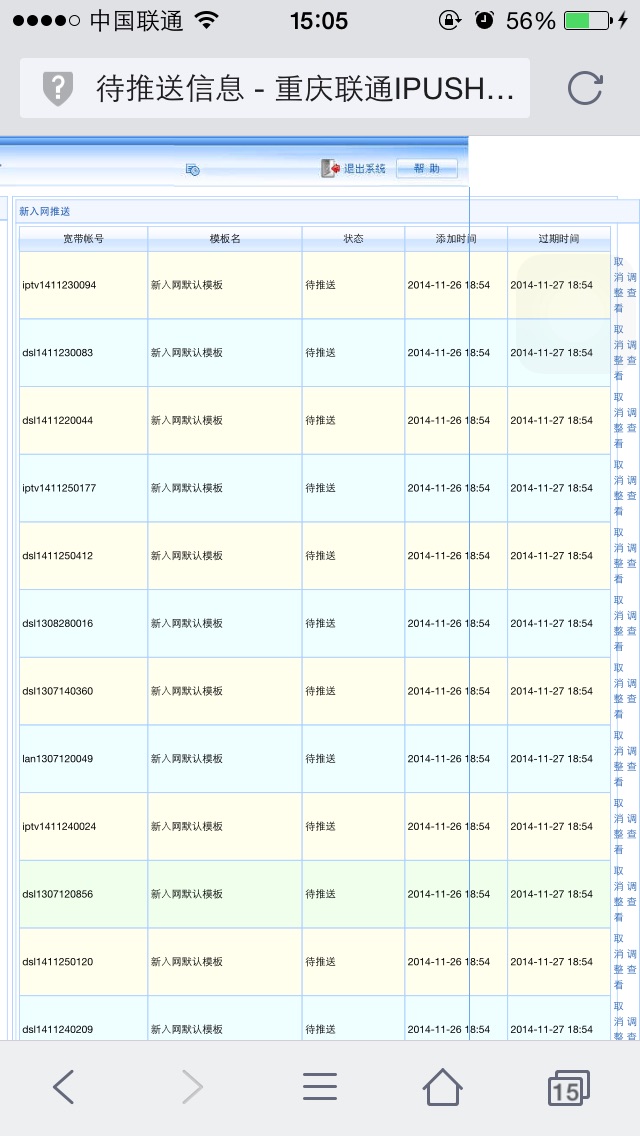 中国联通 15:05 56%
待推送信息 - 重庆联通IPUSH...
退出系统 帮 助
新入网推送
宽带帐号 模板名 状态 添加时间 过期时间
iptv1411230094 新入网默认模板 待推送 2014-11-26 18:54 2014-11-27 18:54 取消 调整 查看
dsl1411230083 新入网默认模板 待推送 2014-11-26 18:54 2014-11-27 18:54 取消 调整 查看
dsl1411220044 新入网默认模板 待推送 2014-11-26 18:54 2014-11-27 18:54 取消 调整 查看
iptv1411250177 新入网默认模板 待推送 2014-11-26 18:54 2014-11-27 18:54 取消 调整 查看
dsl1411250412 新入网默认模板 待推送 2014-11-26 18:54 2014-11-27 18:54 取消 调整 查看
dsl1308280016 新入网默认模板 待推送 2014-11-26 18:54 2014-11-27 18:54 取消 调整 查看
dsl1307140360 新入网默认模板 待推送 2014-11-26 18:54 2014-11-27 18:54 取消 调整 查看
lan1307120049 新入网默认模板 待推送 2014-11-26 18:54 2014-11-27 18:54 取消 调整 查看
iptv1411240024 新入网默认模板 待推送 2014-11-26 18:54 2014-11-27 18:54 取消 调整 查看
dsl1307120856 新入网默认模板 待推送 2014-11-26 18:54 2014-11-27 18:54 取消 调整 查看
dsl1411250120 新入网默认模板 待推送 2014-11-26 18:54 2014-11-27 18:54 取消 调整 查看
dsl1411240209 新入网默认模板 待推送 2014-11-26 18:54 2014-11-27 18:54 取消 调整 查
15